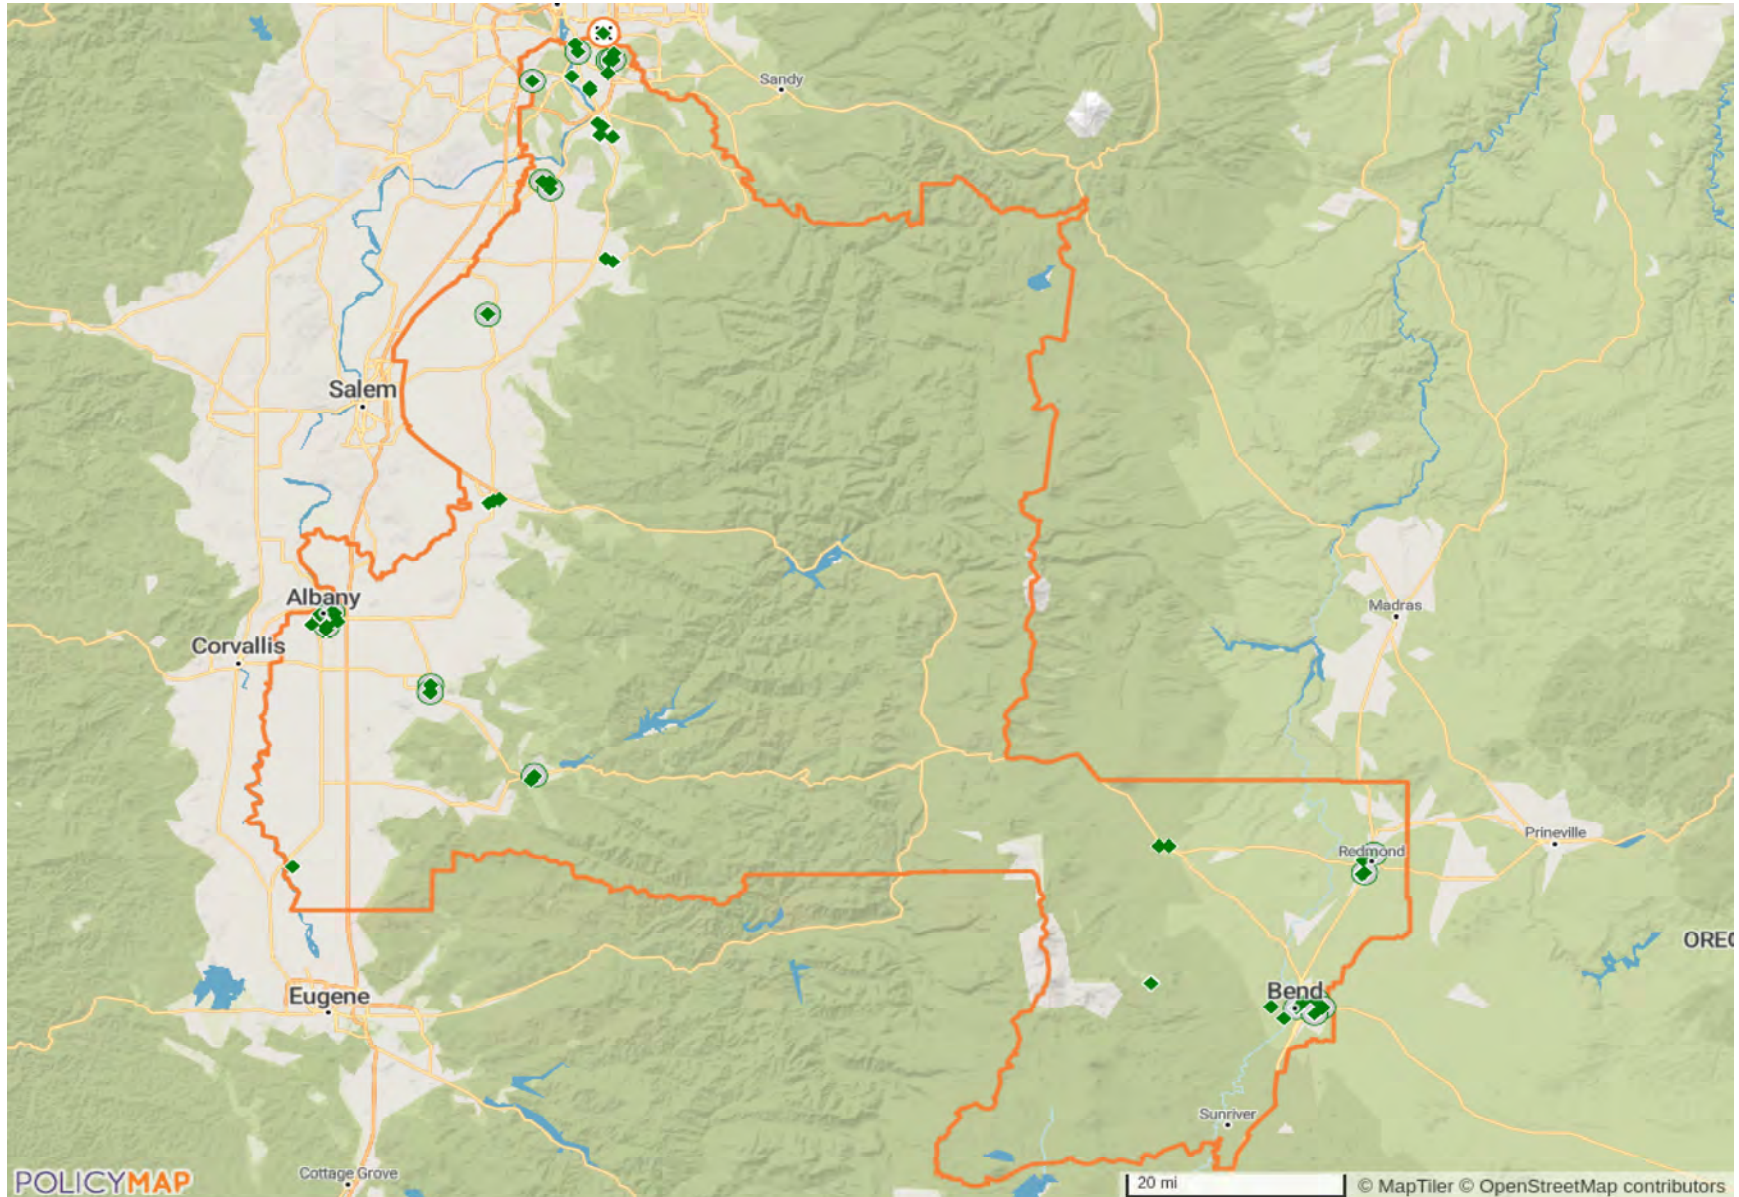 Sandy
Salem
Albany
Corvallis
Madras
Prineville
Redmond
OREG
Bend
Eugene
Sunriver
Cottage Grove
POLICYMAP
20 mi
© MapTiler © OpenStreetMap contributors